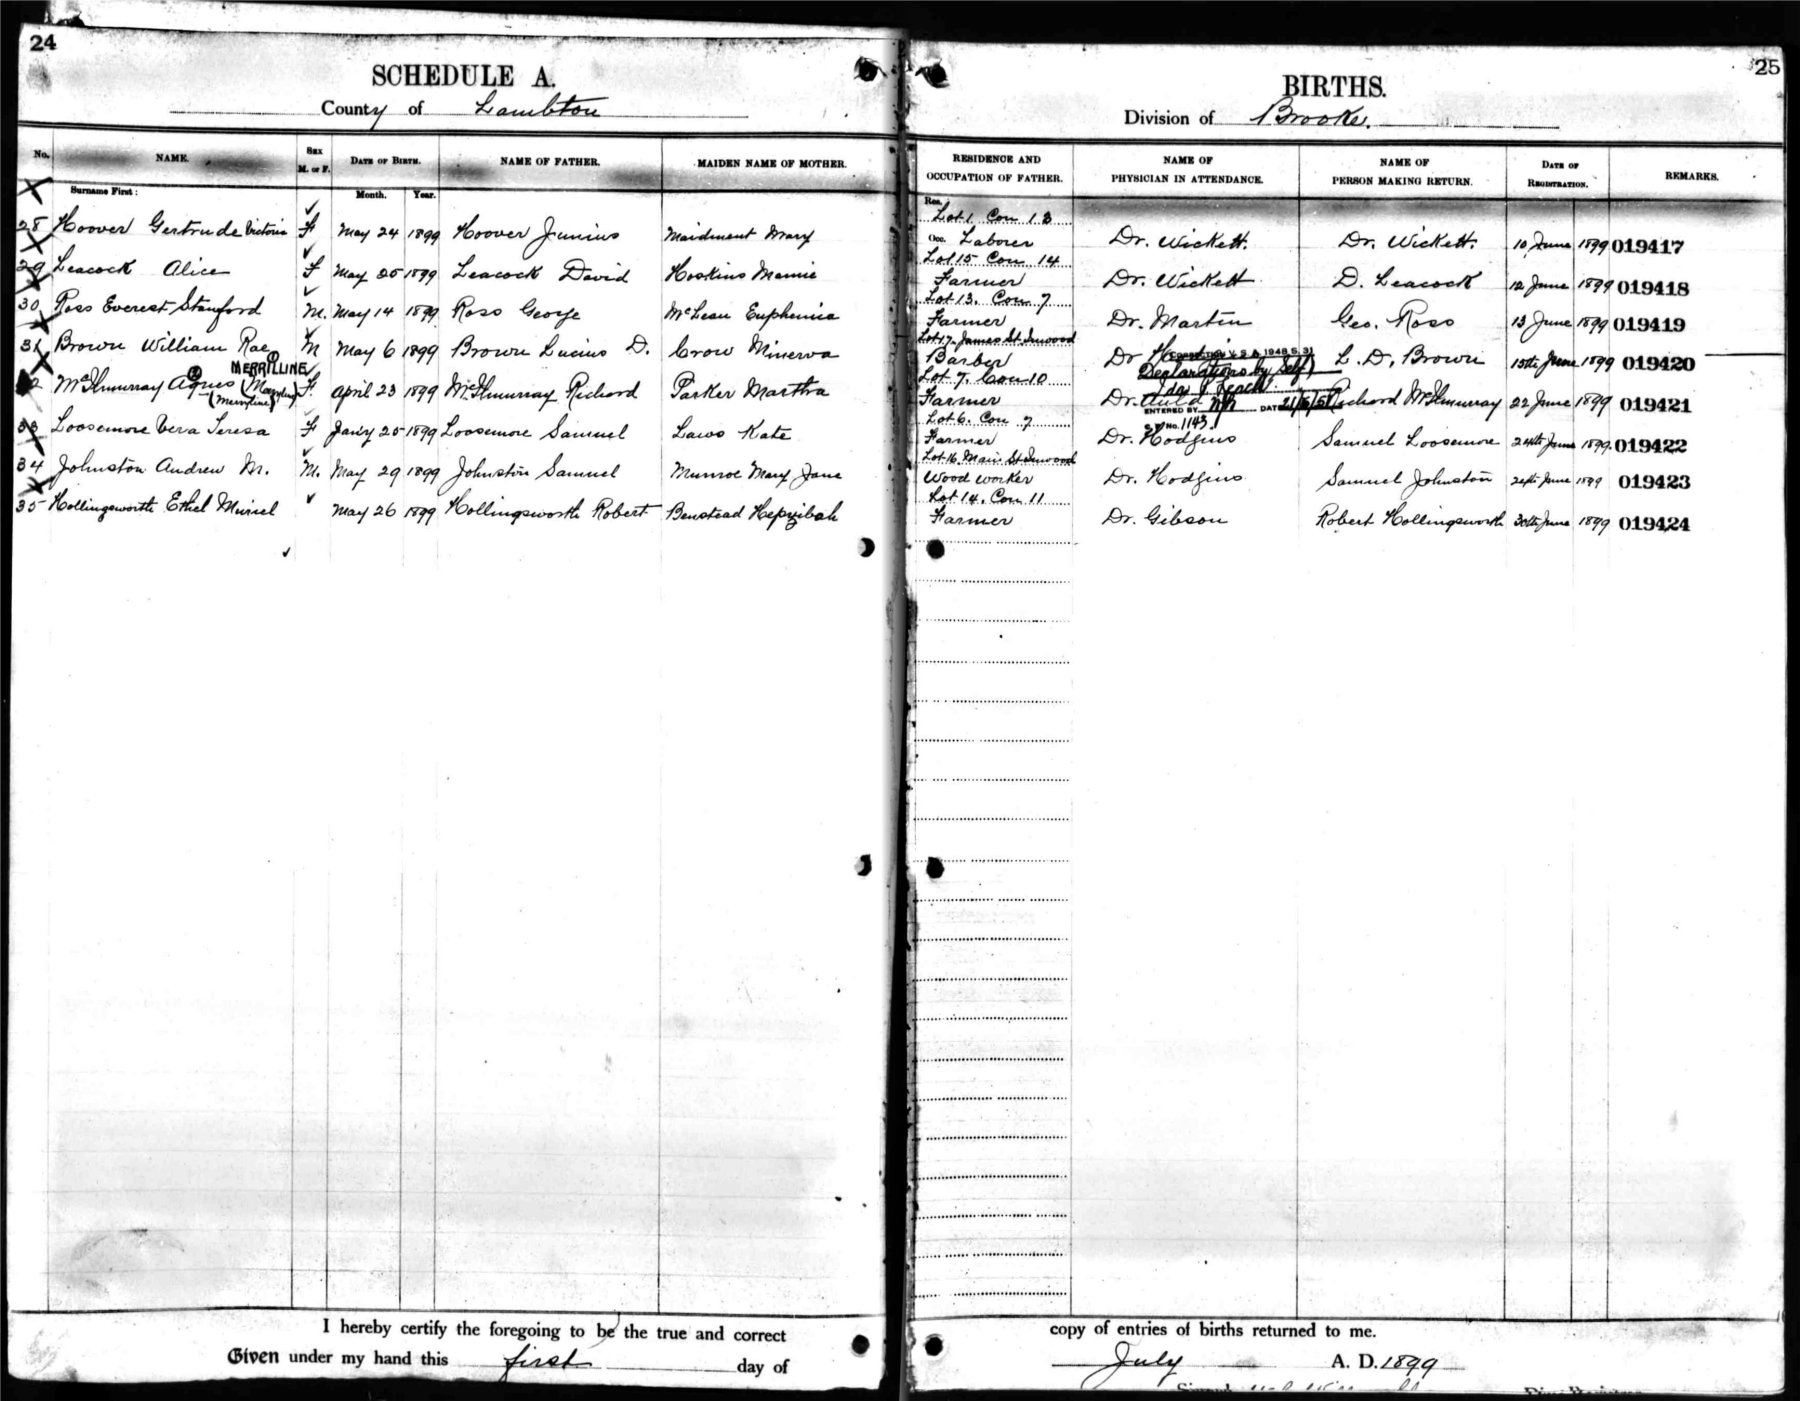 24
SCHEDULE A.
County of Lambton
No. NAME. Sex M. or F. DATE OF BIRTH. NAME OF FATHER. MAIDEN NAME OF MOTHER.
Surname First: Month. Year.
28 Hoover Gertrude Victoria F May 24 1899 Hoover Junius Maidment Mary
29 Leacock Alice F May 25 1899 Leacock David Hoskins Mamie
30 Ross Everest Stanford M. May 14 1899 Ross George McLean Euphemia
31 Brown William Rae M May 6 1899 Brown Lucius D. Crow Minerva
MERRILLINE
32 McIlmurray Agnes (Maryline) F. April 23 1899 McIlmurray Richard Parker Martha
(Merryline)
33 Loosemore Vera Teresa F Jan'y 25 1899 Loosemore Samuel Laws Kate
34 Johnston Andrew M. M. May 29 1899 Johnston Samuel Munroe Mary Jane
35 Hollingsworth Ethel Muriel May 26 1899 Hollingsworth Robert Benstead Hepzibah
I hereby certify the foregoing to be the true and correct
Given under my hand this first day of
25
BIRTHS.
Division of Brooke.
RESIDENCE AND OCCUPATION OF FATHER. NAME OF PHYSICIAN IN ATTENDANCE. NAME OF PERSON MAKING RETURN. DATE OF REGISTRATION. REMARKS.
Res. Lot 1 Con 13
Occ. Laborer Dr. Wickett. Dr. Wickett. 10 June 1899 019417
Lot 15 Con 14
Farmer Dr. Wickett D. Leacock 12 June 1899 019418
Lot 13. Con 7
Farmer Dr. Martin Geo. Ross 13 June 1899 019419
Lot 17. James St Inwood
Barber Dr L. D. Brown 15th June 1899 019420
V.S.A. 1948 S. 31
Declarations by Self
Lot 7. Con 10
Ida P. Leach
Farmer Dr. Auld Richard McIlmurray 22 June 1899 019421
ENTERED BY DATE 21/5/51
No. 1143
Lot 6. Con 7
Farmer Dr. Hodgins Samuel Loosemore 24th June 1899. 019422
Lot 16. Main St Inwood
Wood Worker Dr. Hodgins Samuel Johnston 24th June 1899 019423
Lot 14. Con 11
Farmer Dr. Gibson Robert Hollingsworth 30th June 1899 019424
copy of entries of births returned to me.
July A. D. 1899